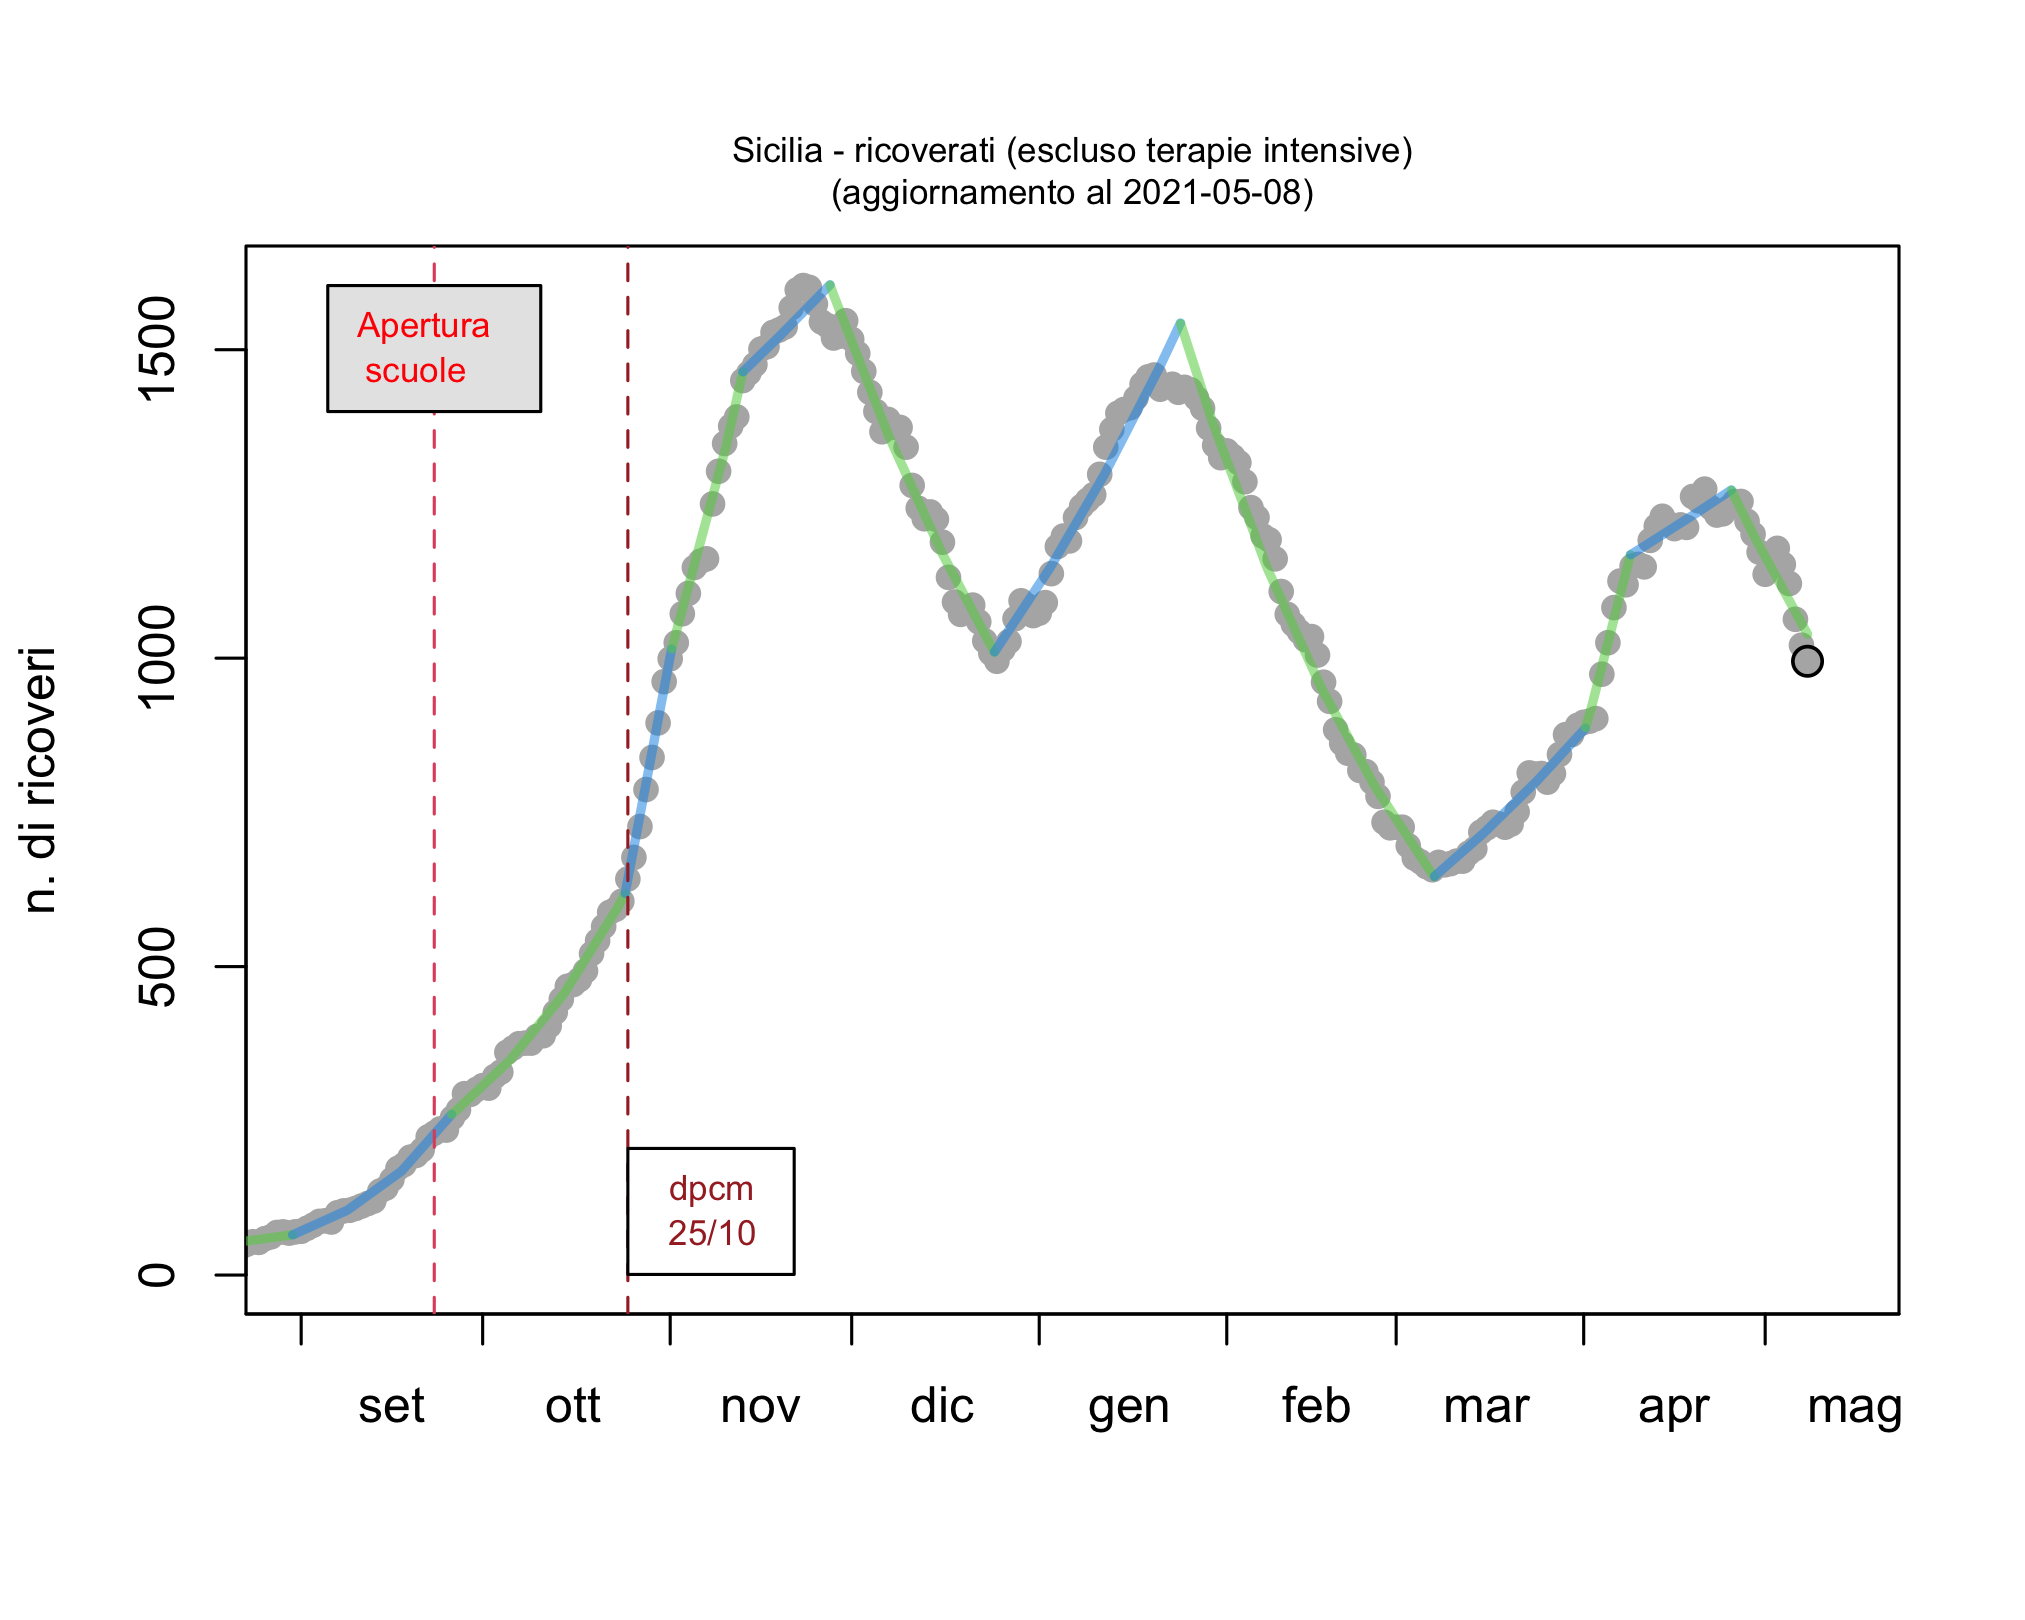 Sicilia - ricoverati (escluso terapie intensive)
(aggiornamento al 2021-05-08)
Apertura
scuole
n. di ricoveri
1500
1000
500
0
dpcm
25/10
set ott nov dic gen feb mar apr mag